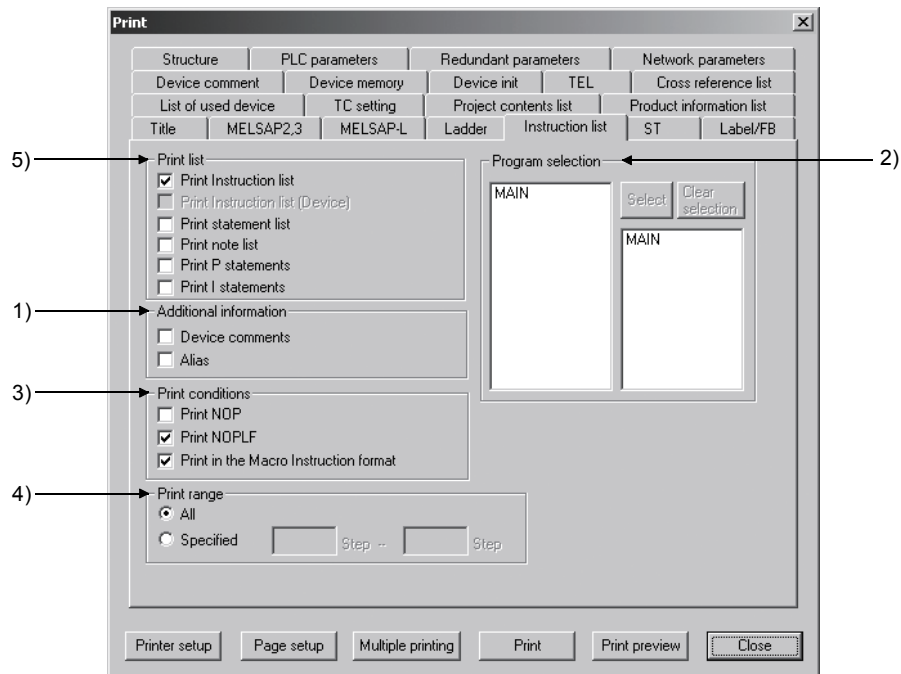 Print
Structure PLC parameters Redundant parameters Network parameters
Device comment Device memory Device init TEL Cross reference list
List of used device TC setting Project contents list Product information list
Title MELSAP2,3 MELSAP-L Ladder Instruction list ST Label/FB
5) Print list
Print Instruction list
Print Instruction list (Device)
Print statement list
Print note list
Print P statements
Print I statements
1) Additional information
Device comments
Alias
3) Print conditions
Print NOP
Print NOPLF
Print in the Macro Instruction format
4) Print range
All
Specified Step -- Step
Program selection 2)
MAIN
Select Clear selection
MAIN
Printer setup Page setup Multiple printing Print Print preview Close